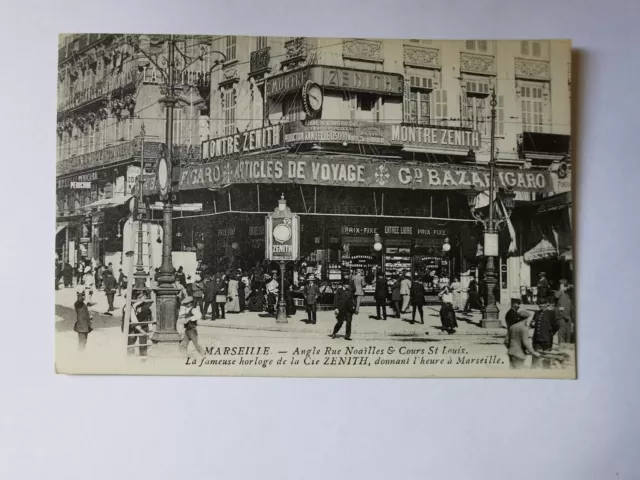 ZENITH
MONTRE ZENITH
MONTRE ZENITH
GARO ARTICLES DE VOYAGE GD BAZAR FIGARO
PRIX-FIXE ENTRÉE LIBRE PRIX-FIXE
ZENITH
MARSEILLE. — Angle Rue Noailles & Cours St Louis.
La fameuse horloge de la Cie ZENITH, donnant l'heure à Marseille.